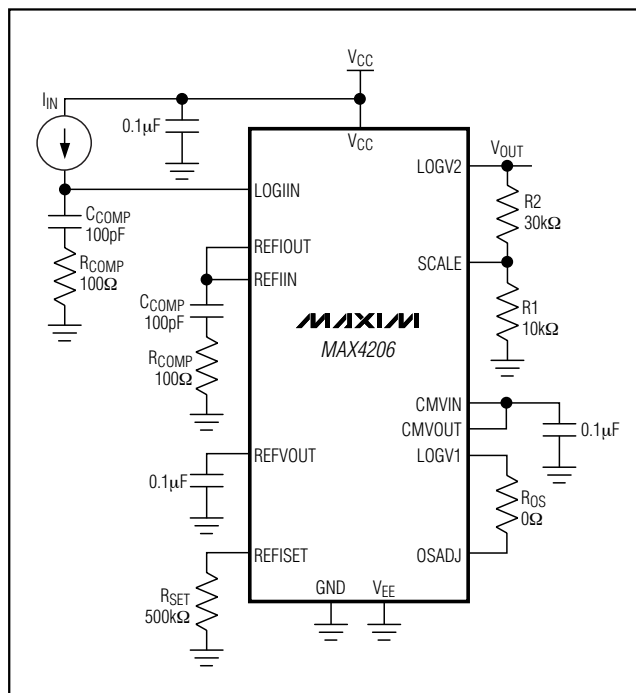 VCC
IIN
0.1µF
VCC
LOGV2
VOUT
LOGIIN
R2
30kΩ
CCOMP
100pF
REFIOUT
SCALE
RCOMP
100Ω
REFIIN
CCOMP
100pF
R1
10kΩ
MAXIM
MAX4206
RCOMP
100Ω
CMVIN
CMVOUT
0.1µF
REFVOUT
LOGV1
0.1µF
ROS
0Ω
REFISET
OSADJ
RSET
500kΩ
GND
VEE